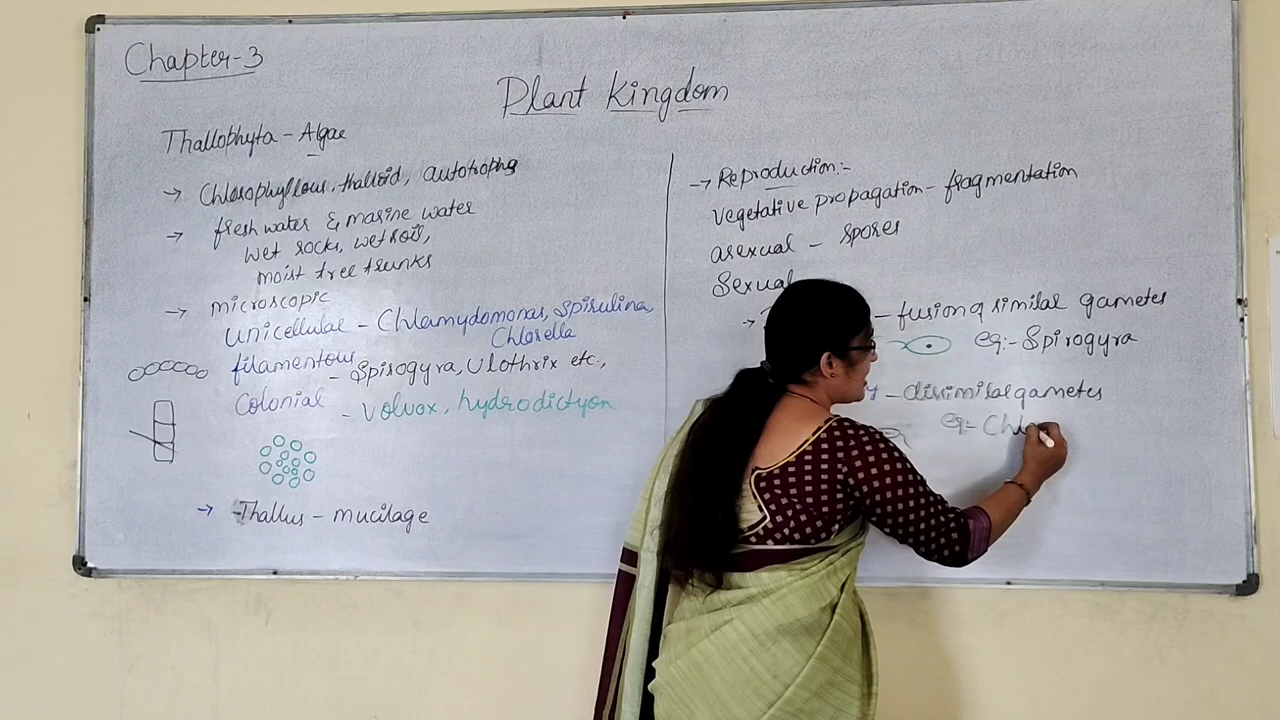 Chapter-3
Plant Kingdom
Thallophyta - Algae
→ Chlorophyllous, thalloid, autotrophs
→ fresh water & marine water
wet rocks, wet soil,
moist tree trunks
→ microscopic
Unicellular - Chlamydomonas, Spirulina,
Chlorella
filamentous - Spirogyra, Ulothrix etc.,
Colonial - Volvox, hydrodictyon
→ Thallus - mucilage
→ Reproduction:-
vegetative propagation - fragmentation
asexual - spores
Sexual
→ - fusion of similar gametes
eg:- Spirogyra
- dissimilar gametes
eg:-